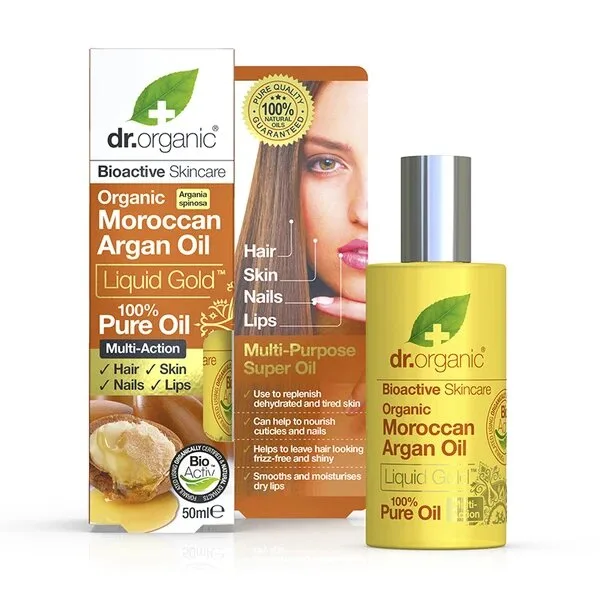 dr.organic®
Bioactive Skincare
Organic
Argania
spinosa
Moroccan
Argan Oil
Liquid Gold™
100%
Pure Oil
Multi-Action
✓ Hair ✓ Skin
✓ Nails ✓ Lips
Bio
Activ
50ml℮
PURE QUALITY
100%
NATURAL
OILS
GUARANTEED
Hair
Skin
Nails
Lips
Multi-Purpose
Super Oil
✓ Use to replenish
dehydrated and tired skin
✓ Can help to nourish
cuticles and nails
✓ Helps to leave hair looking
frizz-free and shiny
✓ Smooths and moisturises
dry lips
dr.organic®
Bioactive Skincare
Organic
Moroccan
Argan Oil
Liquid Gold™
100%
Pure Oil
Multi-
Action
Bio